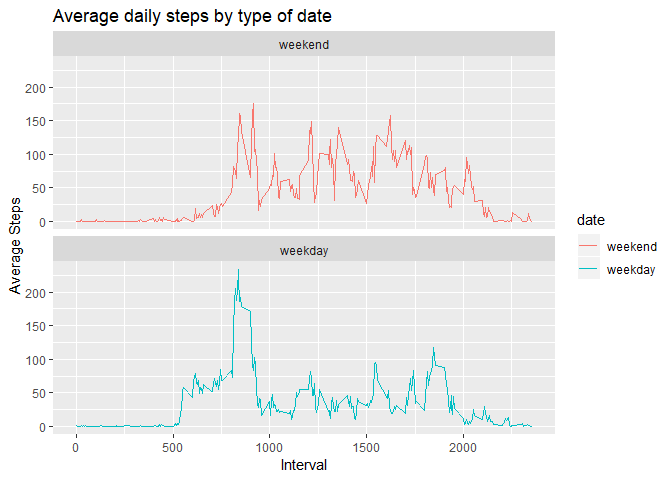 Average daily steps by type of date
weekend
200
150
100
50
0
weekday
200
150
100
50
0
0 500 1000 1500 2000
Interval
Average Steps
date
weekend
weekday